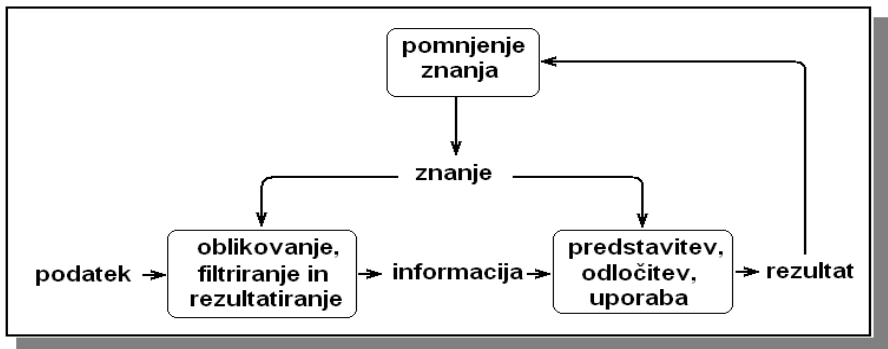 pomnjenje
znanja
znanje
oblikovanje,
filtriranje in
rezultatiranje
predstavitev,
odločitev,
uporaba
podatek
informacija
rezultat